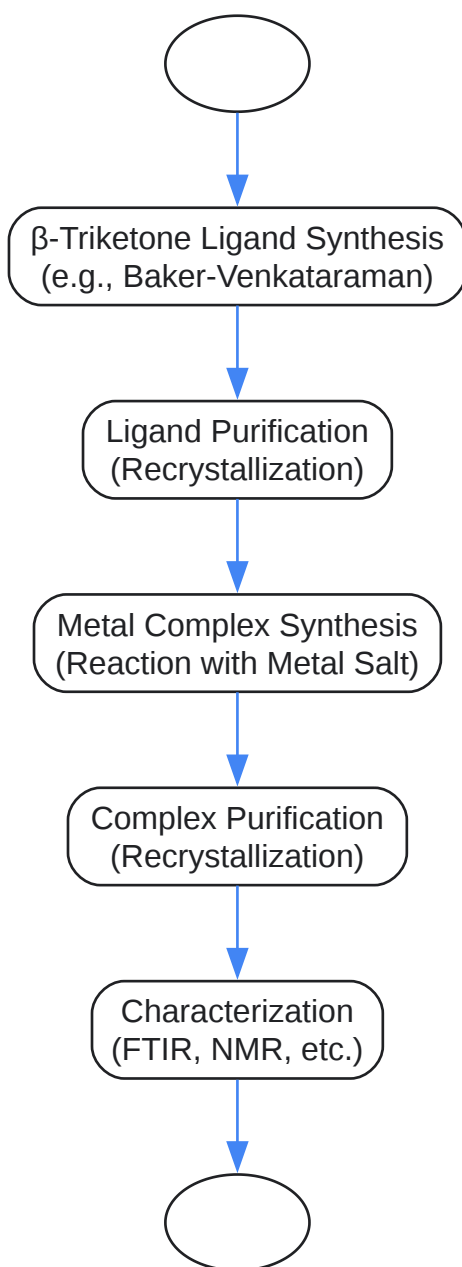 β-Triketone Ligand Synthesis
(e.g., Baker-Venkataraman)
Ligand Purification
(Recrystallization)
Metal Complex Synthesis
(Reaction with Metal Salt)
Complex Purification
(Recrystallization)
Characterization
(FTIR, NMR, etc.)